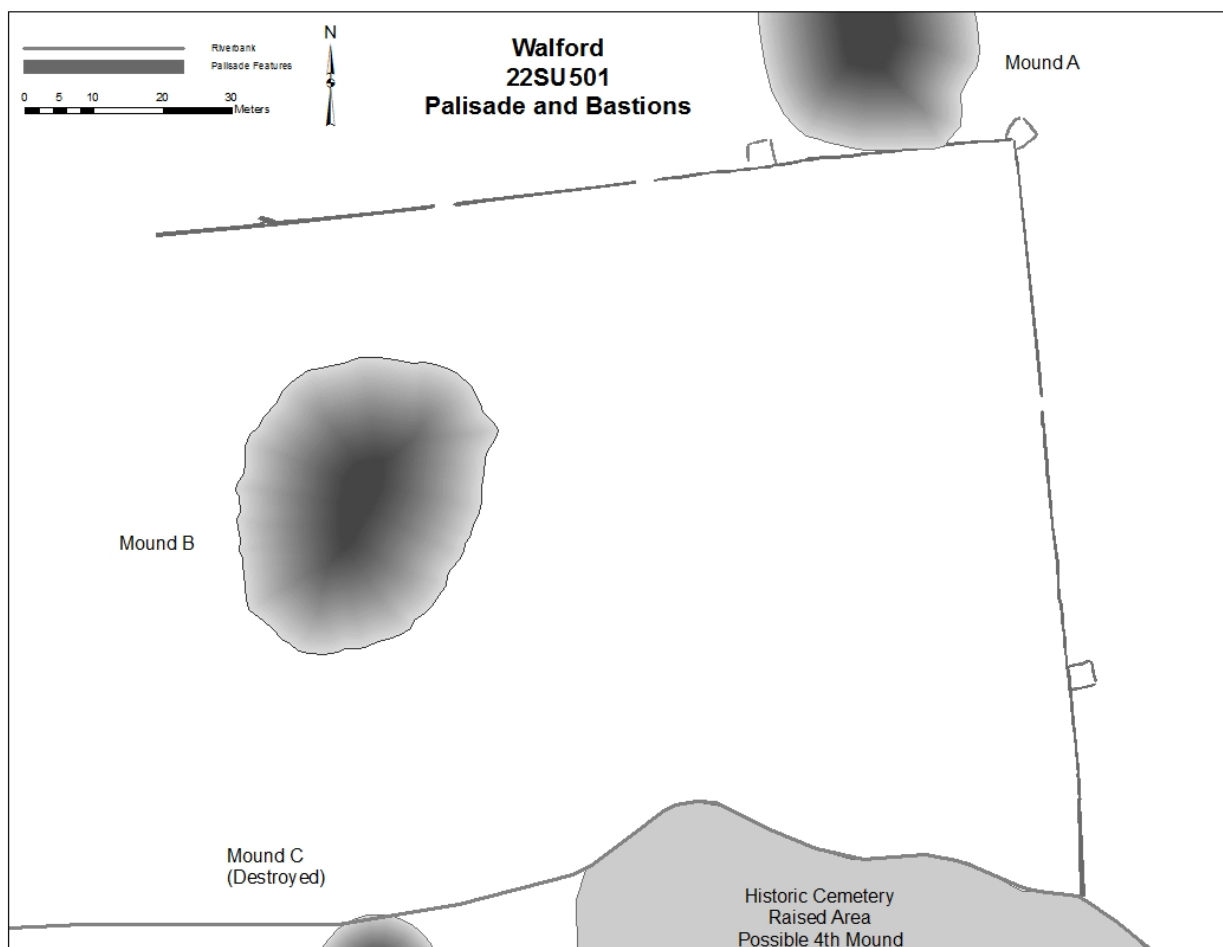 Riverbank
Palisade Features
0 5 10 20 30
Meters
N
Walford
22SU501
Palisade and Bastions
Mound A
Mound B
Mound C
(Destroyed)
Historic Cemetery
Raised Area
Possible 4th Mound